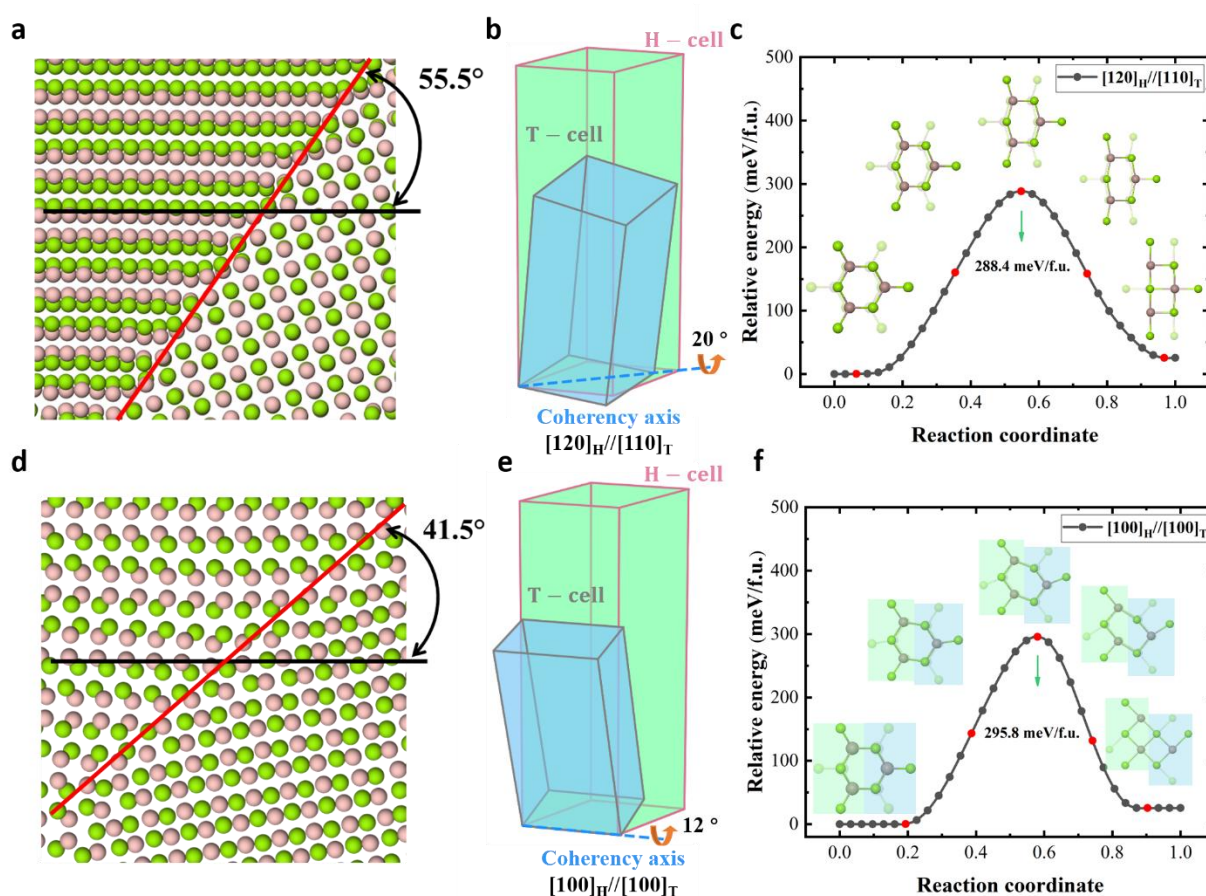 a
55.5°
b
H − cell
T − cell
20 °
Coherency axis
[120]H//[110]T
c
500
400
300
200
100
0
Relative energy (meV/f.u.)
[120]H//[110]T
288.4 meV/f.u.
0.0 0.2 0.4 0.6 0.8 1.0
Reaction coordinate
d
41.5°
e
H − cell
T − cell
12 °
Coherency axis
[100]H//[100]T
f
500
400
300
200
100
0
Relative energy (meV/f.u.)
[100]H//[100]T
295.8 meV/f.u.
0.0 0.2 0.4 0.6 0.8 1.0
Reaction coordinate